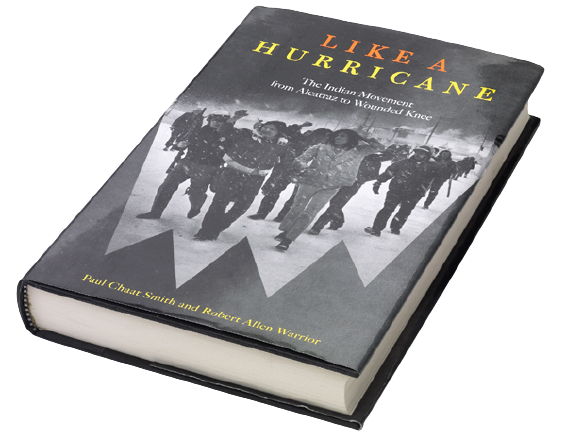 LIKE A
HURRICANE
The Indian Movement
from Alcatraz to Wounded Knee
Paul Chaat Smith and Robert Allen Warrior